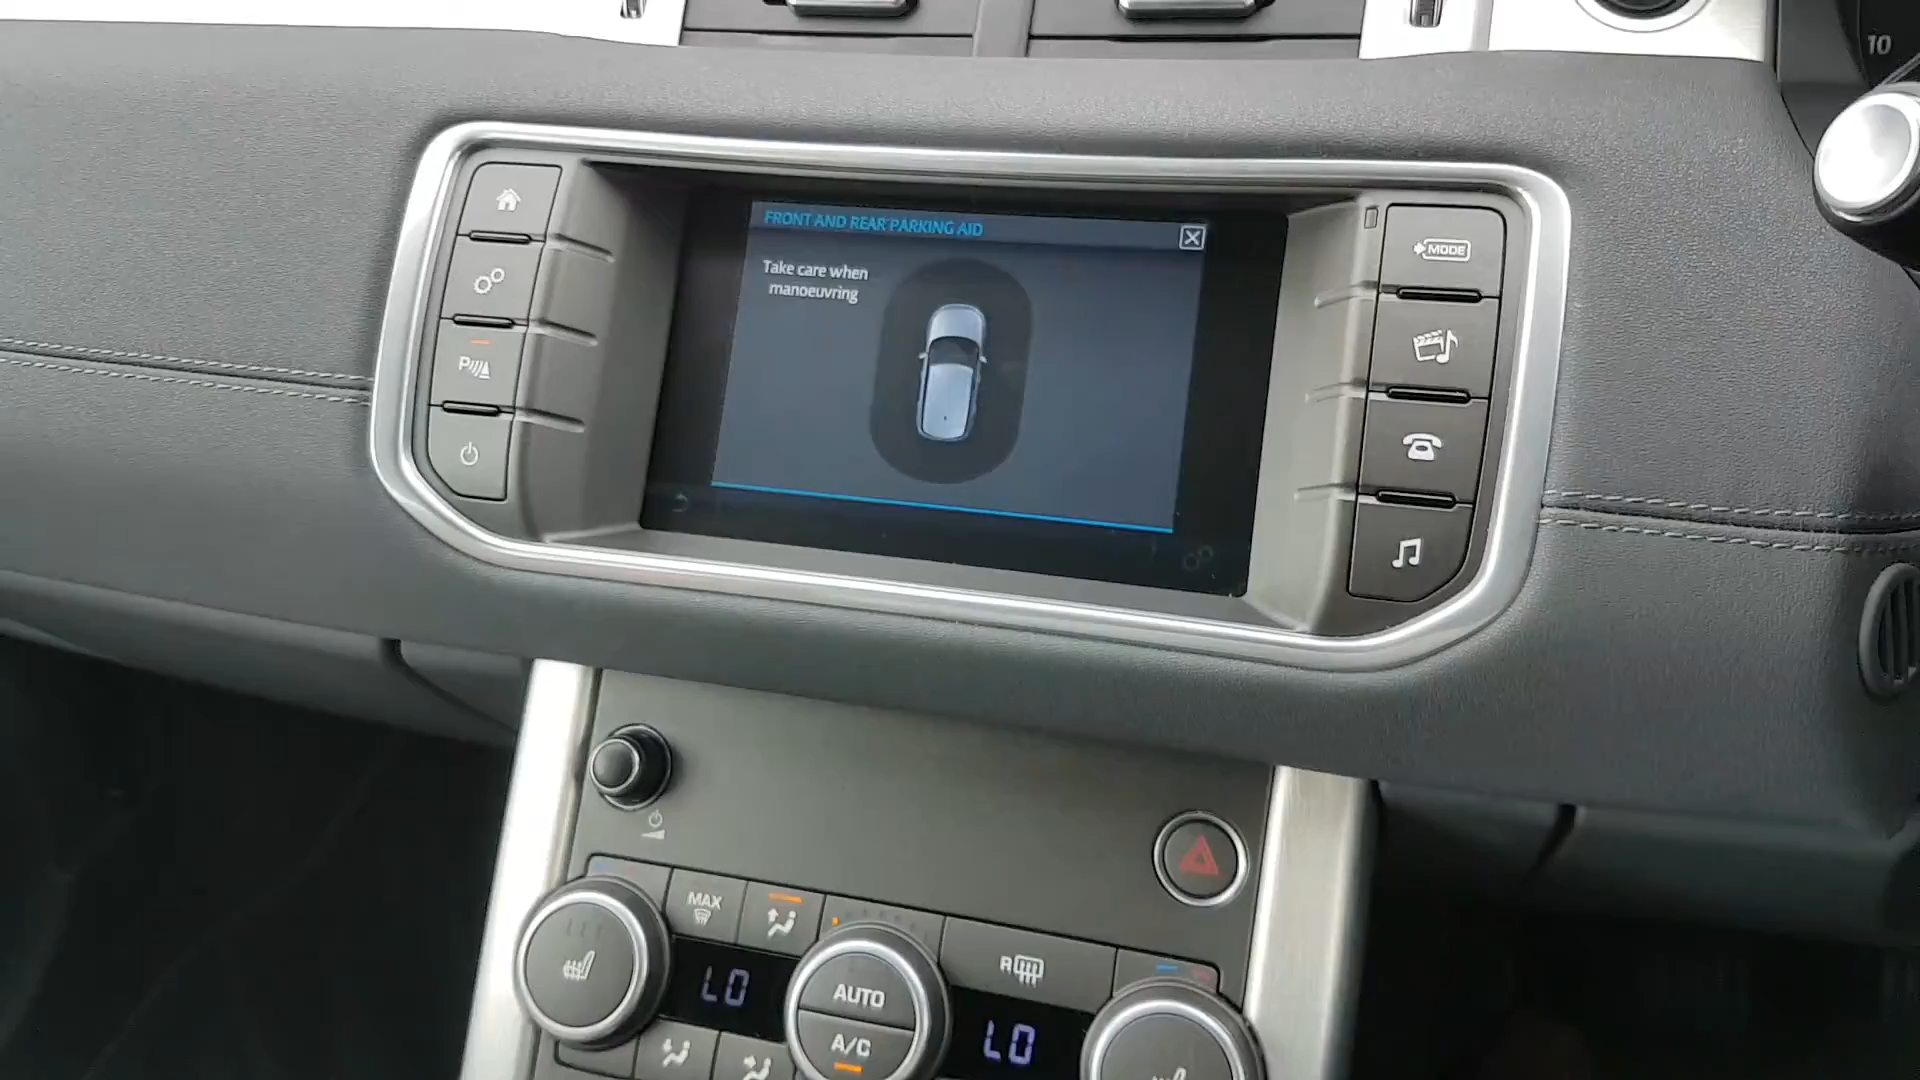 10
FRONT AND REAR PARKING AID
Take care when
manoeuvring
MODE
P
MAX
R
LO
AUTO
A/C
LO